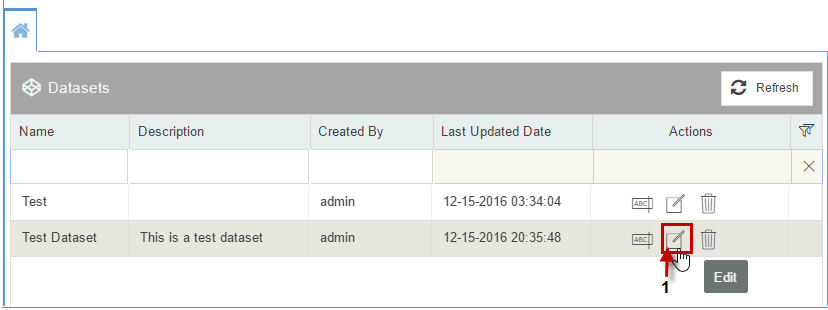 Datasets Refresh
Name Description Created By Last Updated Date Actions
Test admin 12-15-2016 03:34:04 ABC
Test Dataset This is a test dataset admin 12-15-2016 20:35:48 ABC
1 Edit